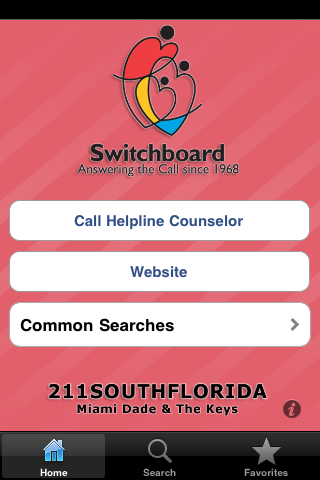 Switchboard
Answering the Call since 1968
Call Helpline Counselor
Website
Common Searches
211SOUTHFLORIDA
Miami Dade & The Keys
i
Home
Search
Favorites